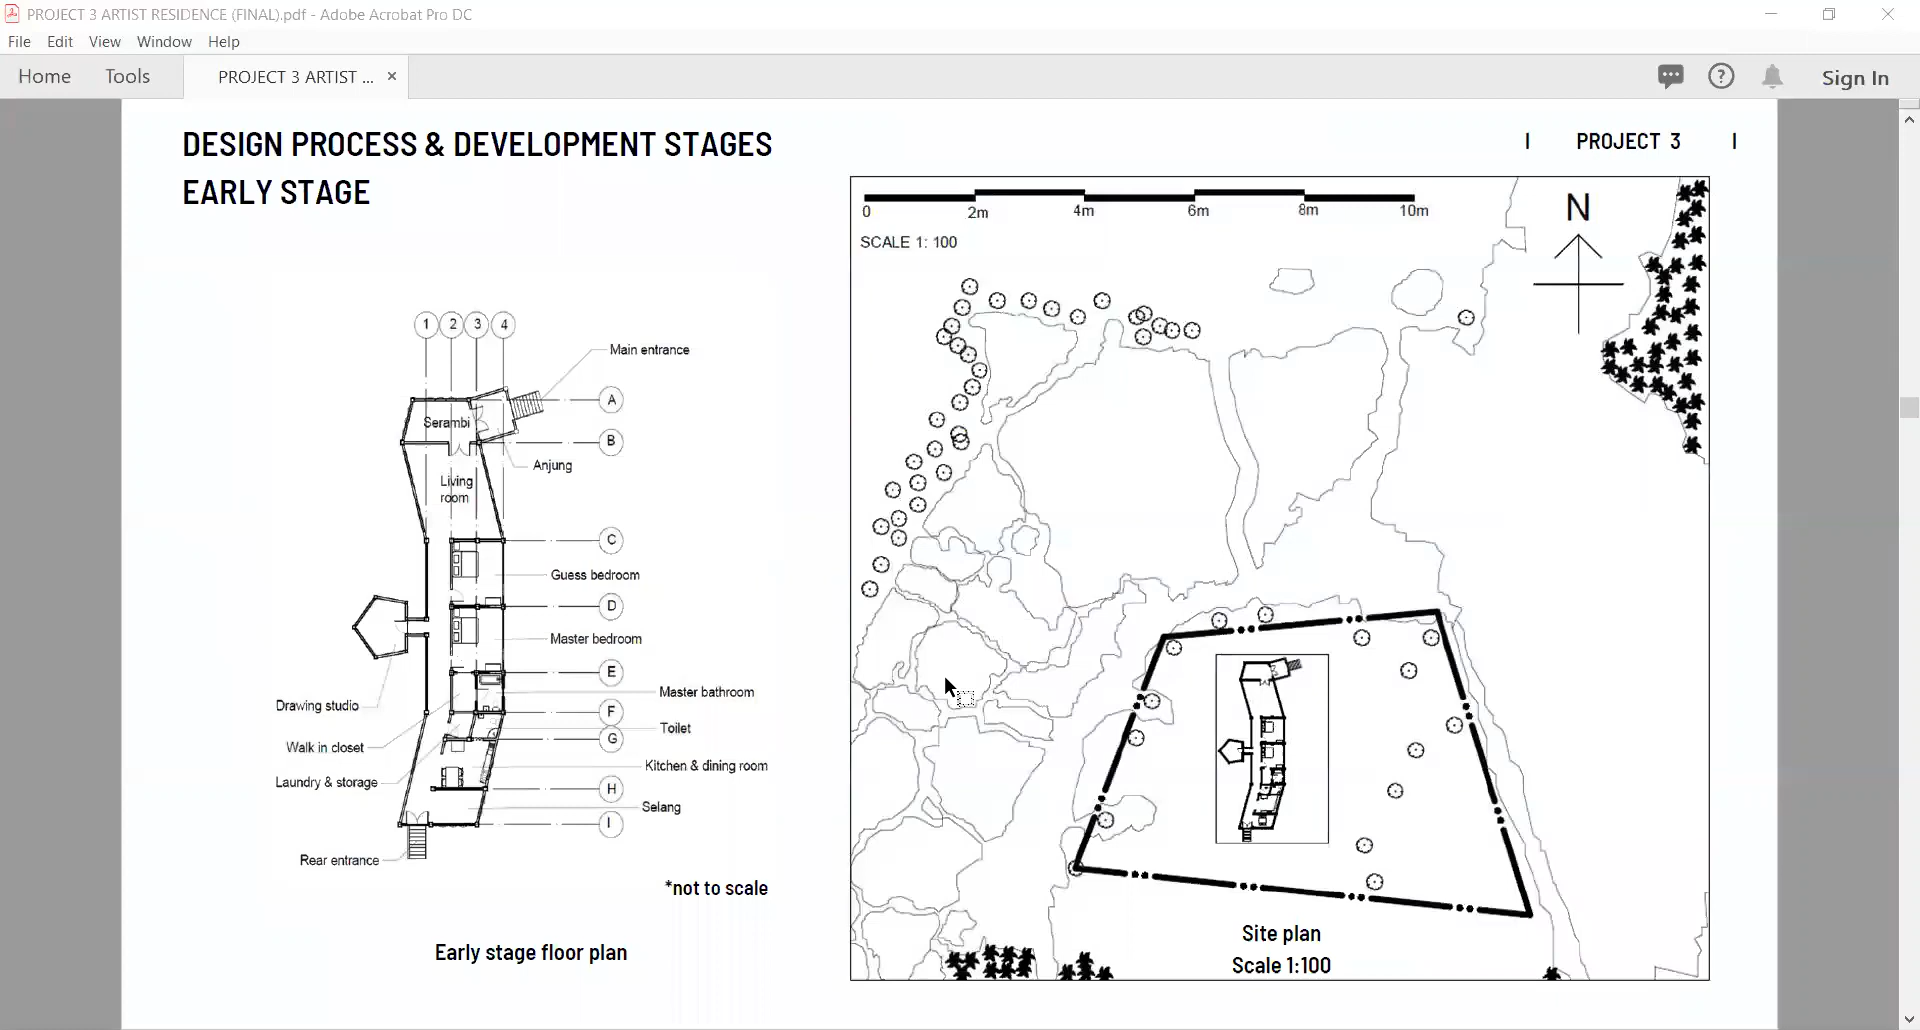 PROJECT 3 ARTIST RESIDENCE (FINAL).pdf - Adobe Acrobat Pro DC
File Edit View Window Help
Home Tools PROJECT 3 ARTIST ... × Sign In
DESIGN PROCESS & DEVELOPMENT STAGES
EARLY STAGE
| PROJECT 3 |
1 2 3 4
Main entrance
A
Serambi
B
Anjung
Living
room
C
Guess bedroom
D
Master bedroom
E
Master bathroom
Drawing studio
F
Toilet
G
Walk in closet
Kitchen & dining room
Laundry & storage
H
Selang
I
Rear entrance
*not to scale
Early stage floor plan
0 2m 4m 6m 8m 10m
SCALE 1: 100
N
Site plan
Scale 1:100